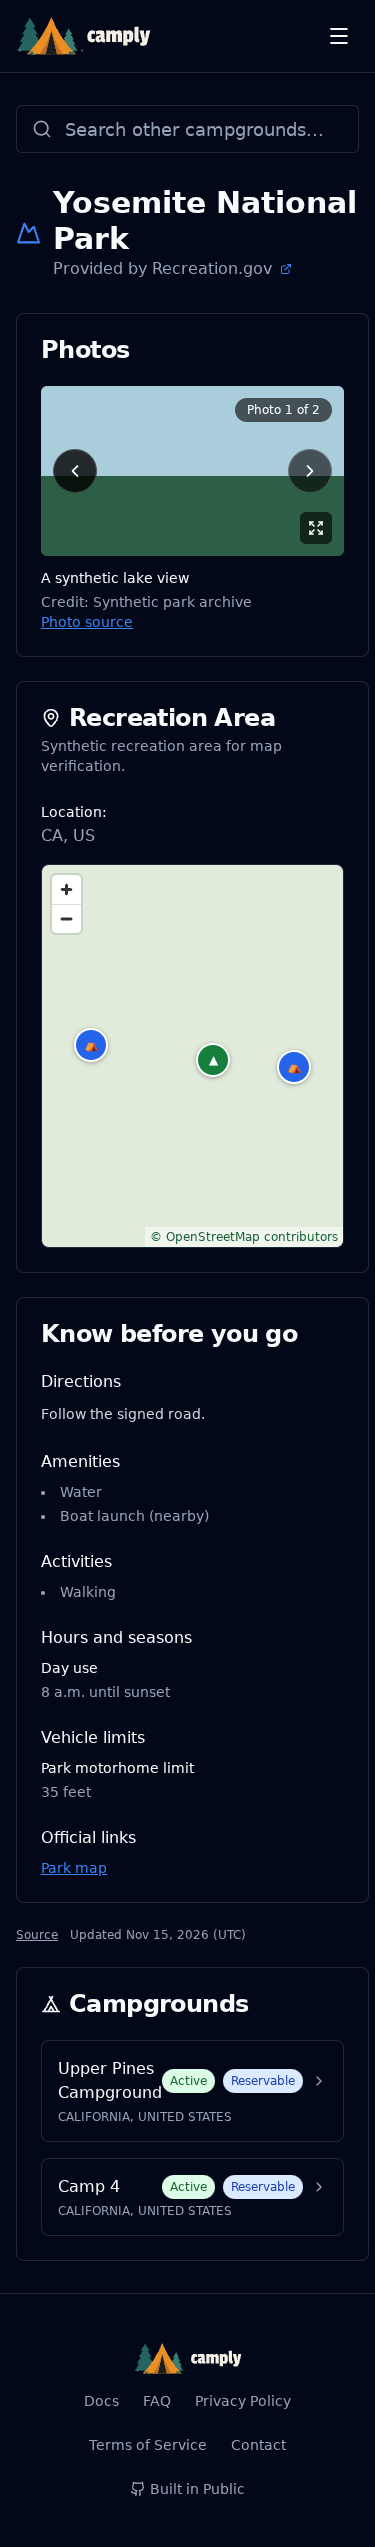 camply
Search other campgrounds...
Yosemite National
Park
Provided by Recreation.gov
Photos
Photo 1 of 2
A synthetic lake view
Credit: Synthetic park archive
Photo source
Recreation Area
Synthetic recreation area for map
verification.
Location:
CA, US
+
−
© OpenStreetMap contributors
Know before you go
Directions
Follow the signed road.
Amenities
• Water
• Boat launch (nearby)
Activities
• Walking
Hours and seasons
Day use
8 a.m. until sunset
Vehicle limits
Park motorhome limit
35 feet
Official links
Park map
Source Updated Nov 15, 2026 (UTC)
Campgrounds
Upper Pines
Campground
Active Reservable
CALIFORNIA, UNITED STATES
Camp 4 Active Reservable
CALIFORNIA, UNITED STATES
camply
Docs FAQ Privacy Policy
Terms of Service Contact
Built in Public